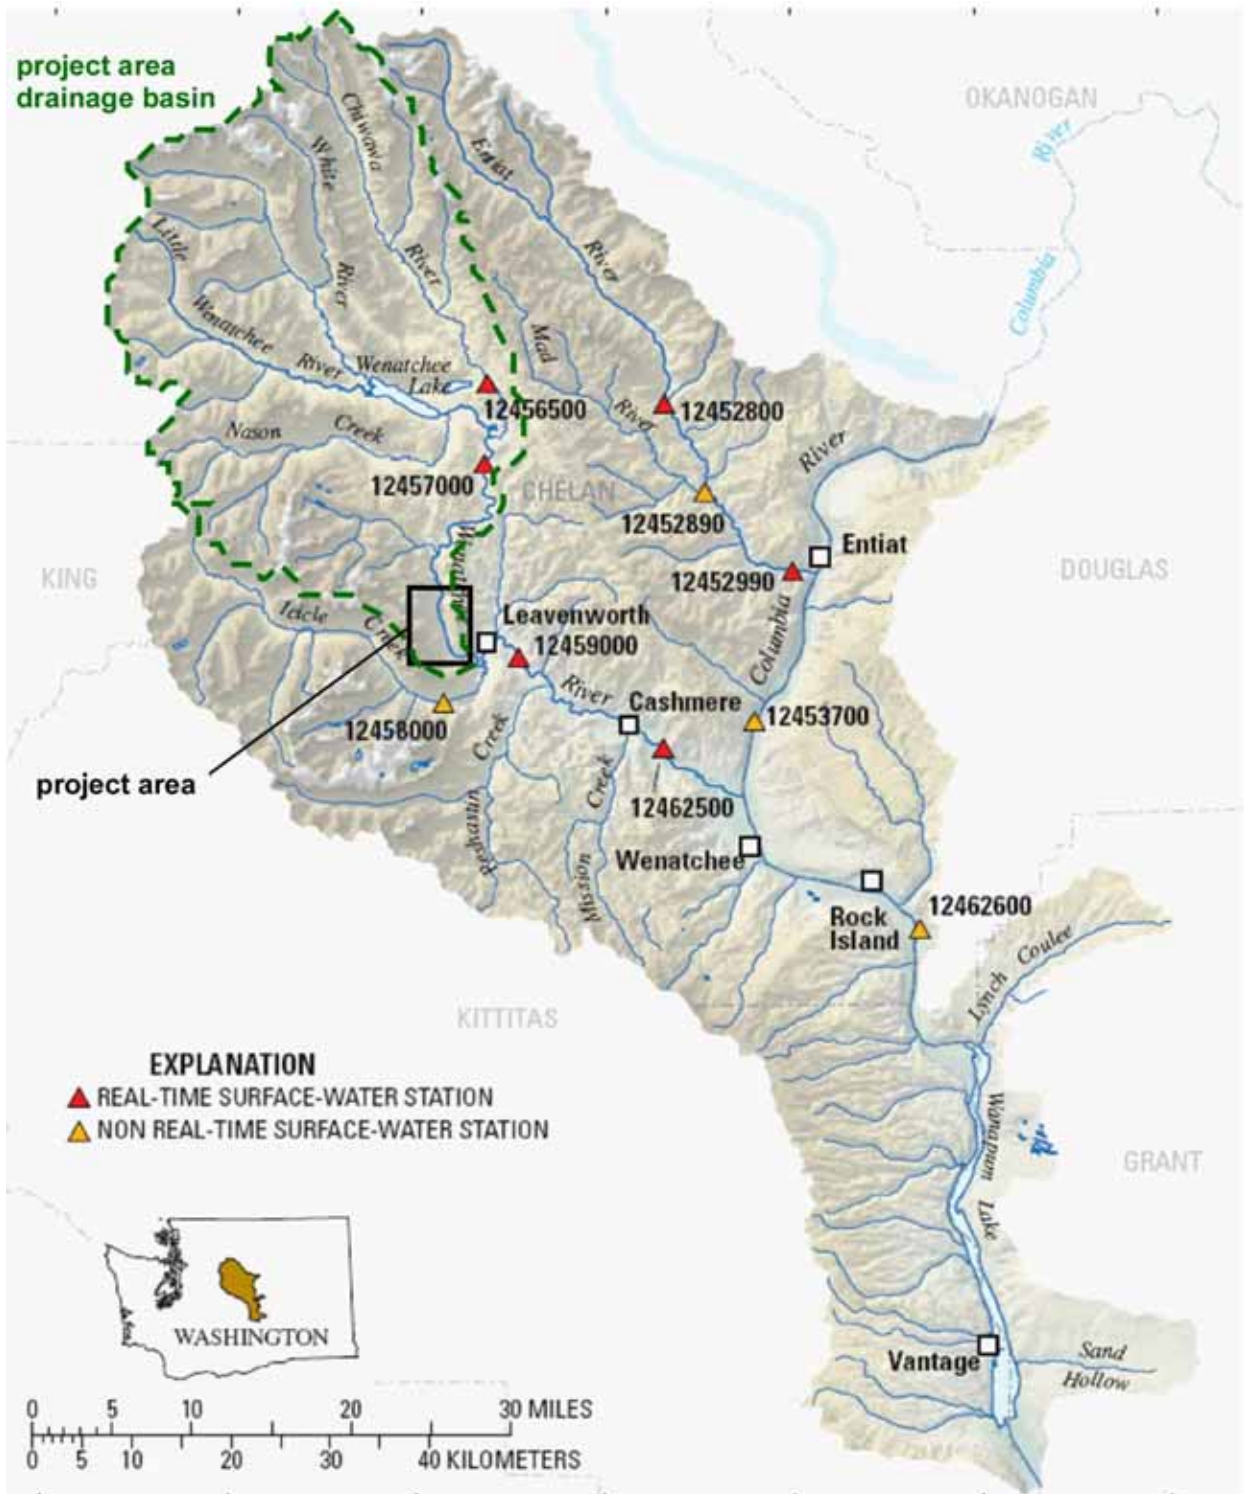 project area
drainage basin
OKANOGAN
Chiwawa
River
White
River
Entiat
River
Columbia
River
Little
Wenatchee
River
Wenatchee
Lake
Mad
River
12456500
12452800
Nason
Creek
River
12457000
CHELAN
12452890
Entiat
KING
DOUGLAS
12452990
Icicle
Creek
Leavenworth
12459000
Columbia
River
Cashmere
12458000
12453700
Creek
project area
Creek
12462500
Wenatchee
Mission
12462600
Rock
Island
Lynch Coulee
KITTITAS
EXPLANATION
REAL-TIME SURFACE-WATER STATION
NON REAL-TIME SURFACE-WATER STATION
Wanapum
Lake
GRANT
WASHINGTON
Vantage
Sand
Hollow
0 5 10 20 30 MILES
0 5 10 20 30 40 KILOMETERS